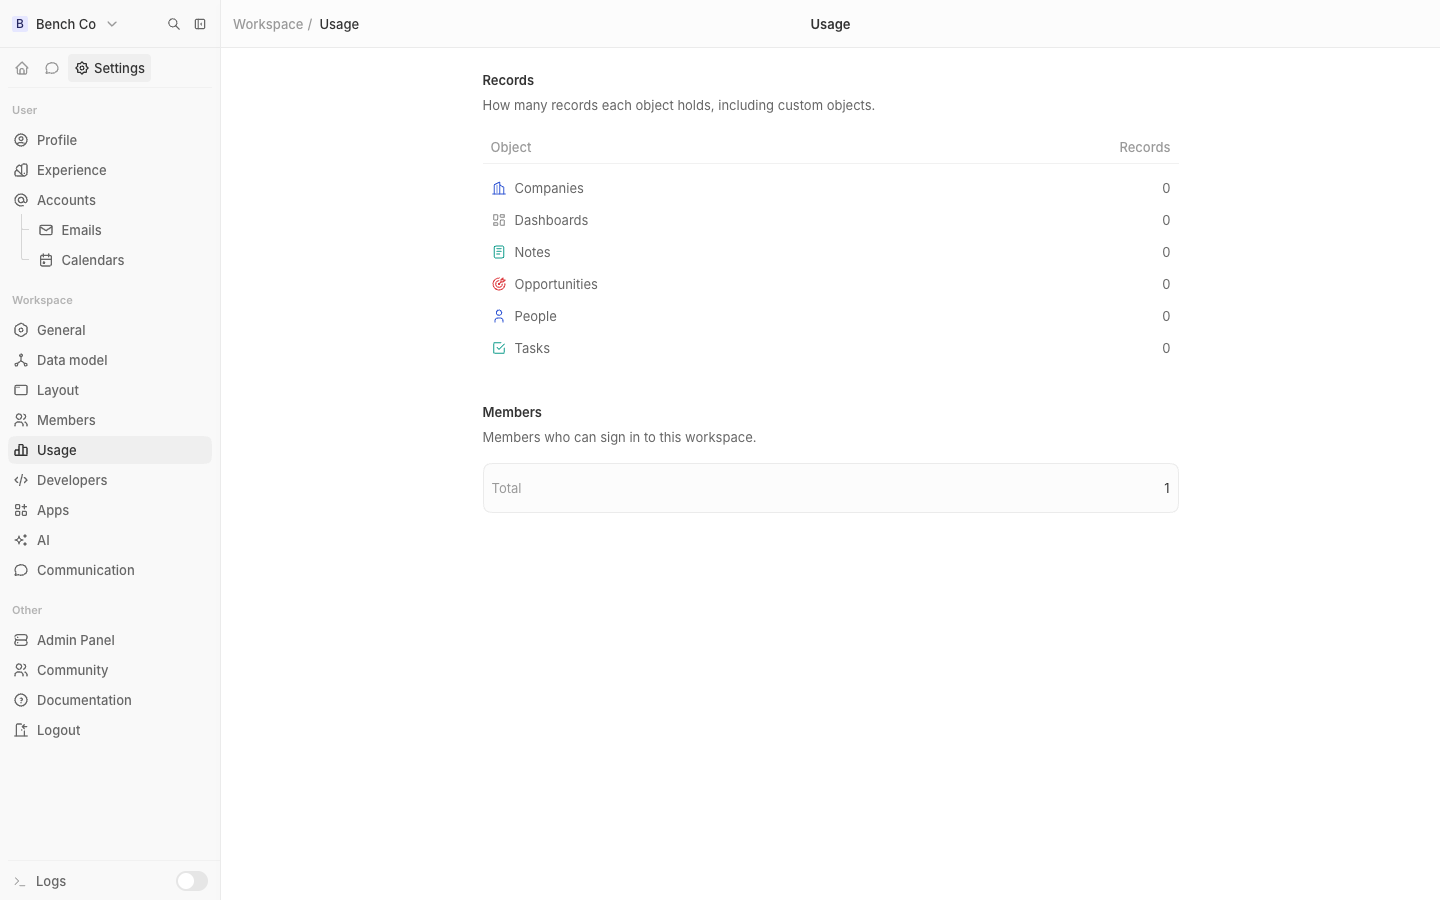 B Bench Co
Settings
User
Profile
Experience
Accounts
Emails
Calendars
Workspace
General
Data model
Layout
Members
Usage
Developers
Apps
AI
Communication
Other
Admin Panel
Community
Documentation
Logout
Logs
Workspace / Usage
Usage
Records
How many records each object holds, including custom objects.
Object Records
Companies 0
Dashboards 0
Notes 0
Opportunities 0
People 0
Tasks 0
Members
Members who can sign in to this workspace.
Total 1